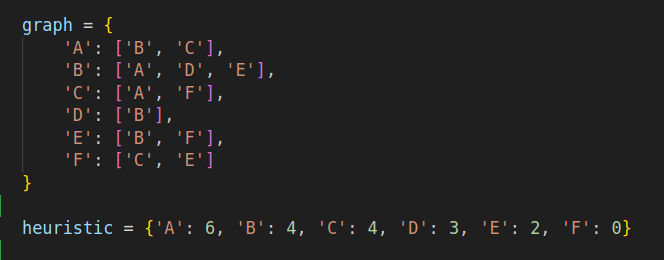 graph = {
    'A': ['B', 'C'],
    'B': ['A', 'D', 'E'],
    'C': ['A', 'F'],
    'D': ['B'],
    'E': ['B', 'F'],
    'F': ['C', 'E']
}
heuristic = {'A': 6, 'B': 4, 'C': 4, 'D': 3, 'E': 2, 'F': 0}